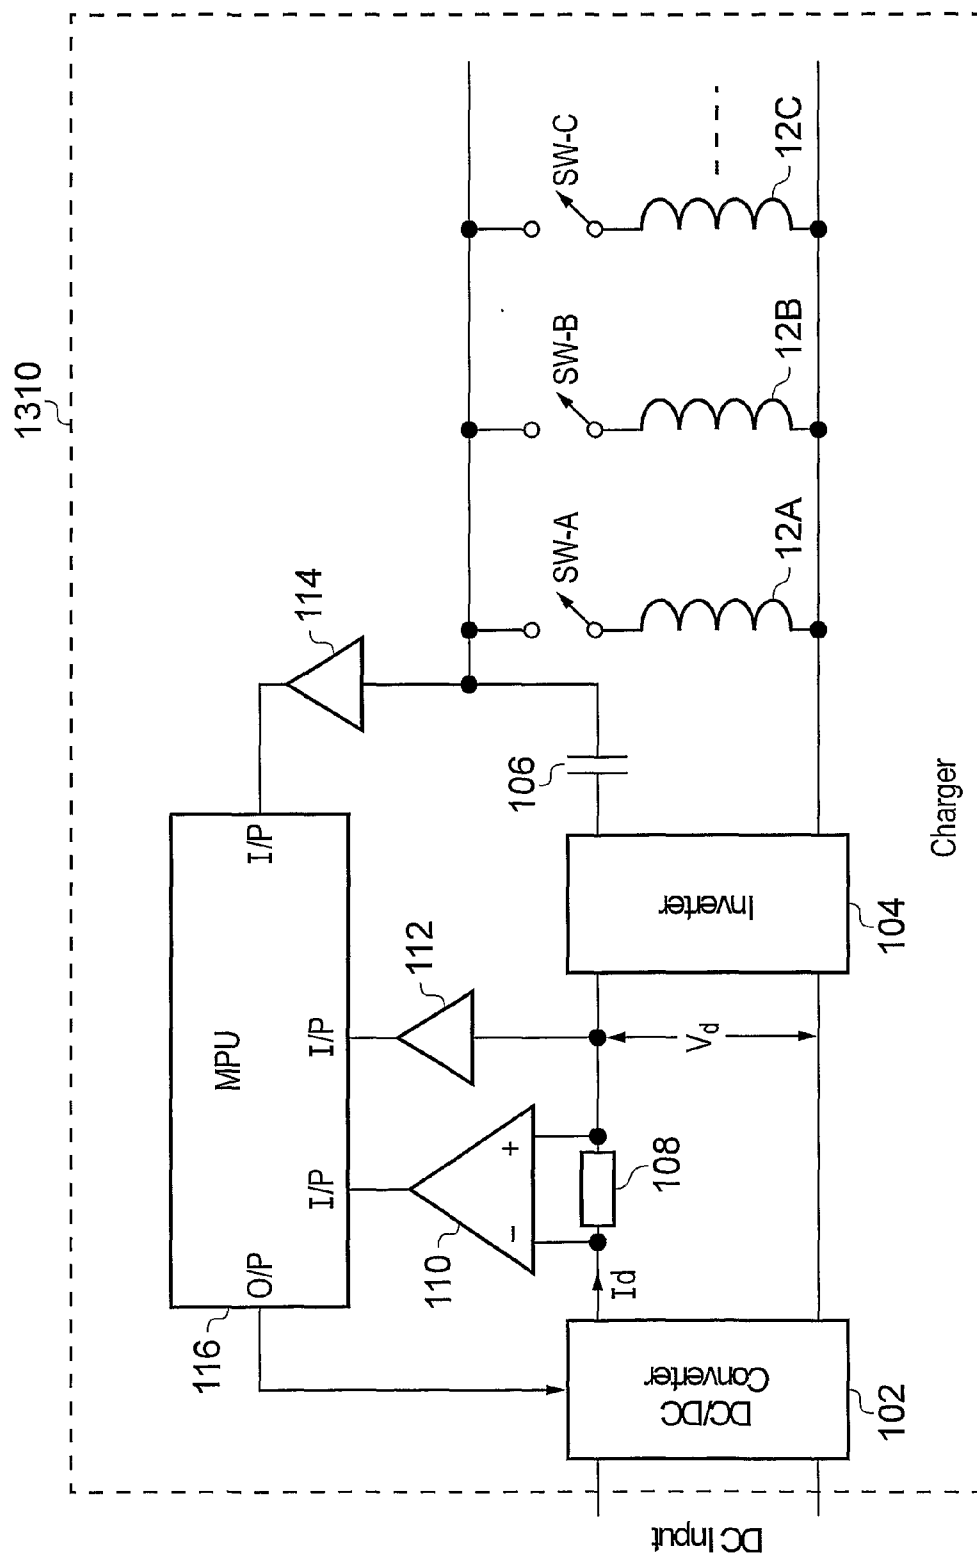 1310
116
MPU
O/P
I/P
I/P
I/P
110
−
+
112
114
Id
108
Vd
106
SW-A
SW-B
SW-C
12A
12B
12C
DC Input
DC/DC
Converter
102
Inverter
104
Charger